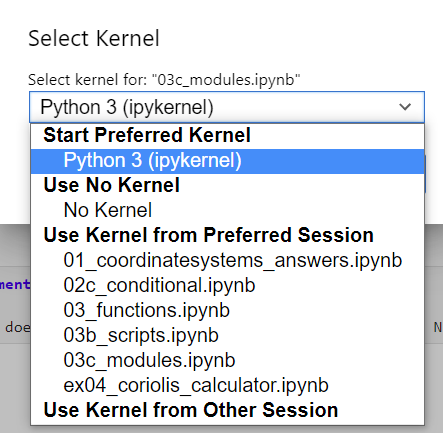 Select Kernel
Select kernel for: "03c_modules.ipynb"
Python 3 (ipykernel)
Start Preferred Kernel
Python 3 (ipykernel)
Use No Kernel
No Kernel
Use Kernel from Preferred Session
01_coordinatesystems_answers.ipynb
ment
02c_conditional.ipynb
03_functions.ipynb
doe
03b_scripts.ipynb
N
03c_modules.ipynb
ex04_coriolis_calculator.ipynb
Use Kernel from Other Session